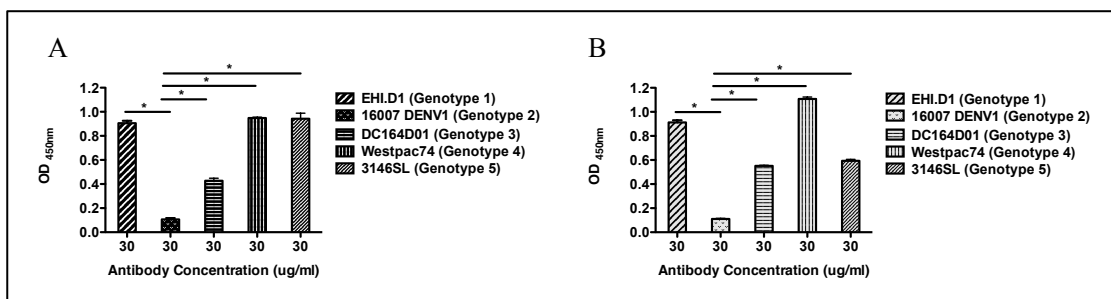 A
* * * *
OD 450nm
1.2
1.0
0.8
0.6
0.4
0.2
0.0
30 30 30 30 30
Antibody Concentration (ug/ml)
EHI.D1 (Genotype 1)
16007 DENV1 (Genotype 2)
DC164D01 (Genotype 3)
Westpac74 (Genotype 4)
3146SL (Genotype 5)
B
* * * *
OD 450nm
1.2
1.0
0.8
0.6
0.4
0.2
0.0
30 30 30 30 30
Antibody Concentration (ug/ml)
EHI.D1 (Genotype 1)
16007 DENV1 (Genotype 2)
DC164D01 (Genotype 3)
Westpac74 (Genotype 4)
3146SL (Genotype 5)